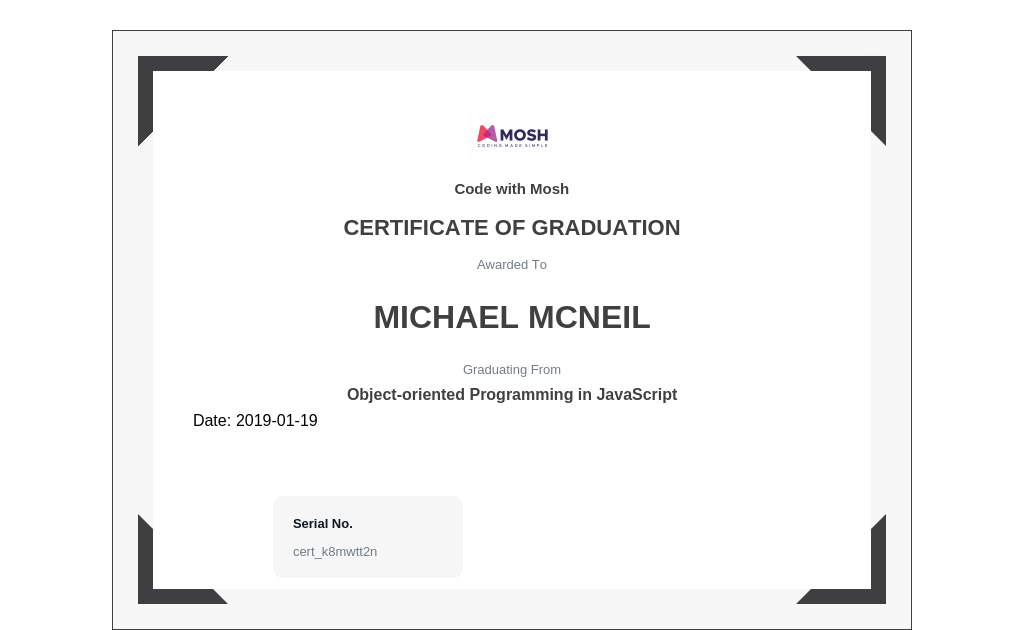 MOSH
CODING MADE SIMPLE
Code with Mosh
CERTIFICATE OF GRADUATION
Awarded To
MICHAEL MCNEIL
Graduating From
Object-oriented Programming in JavaScript
Date: 2019-01-19
Serial No.
cert_k8mwtt2n